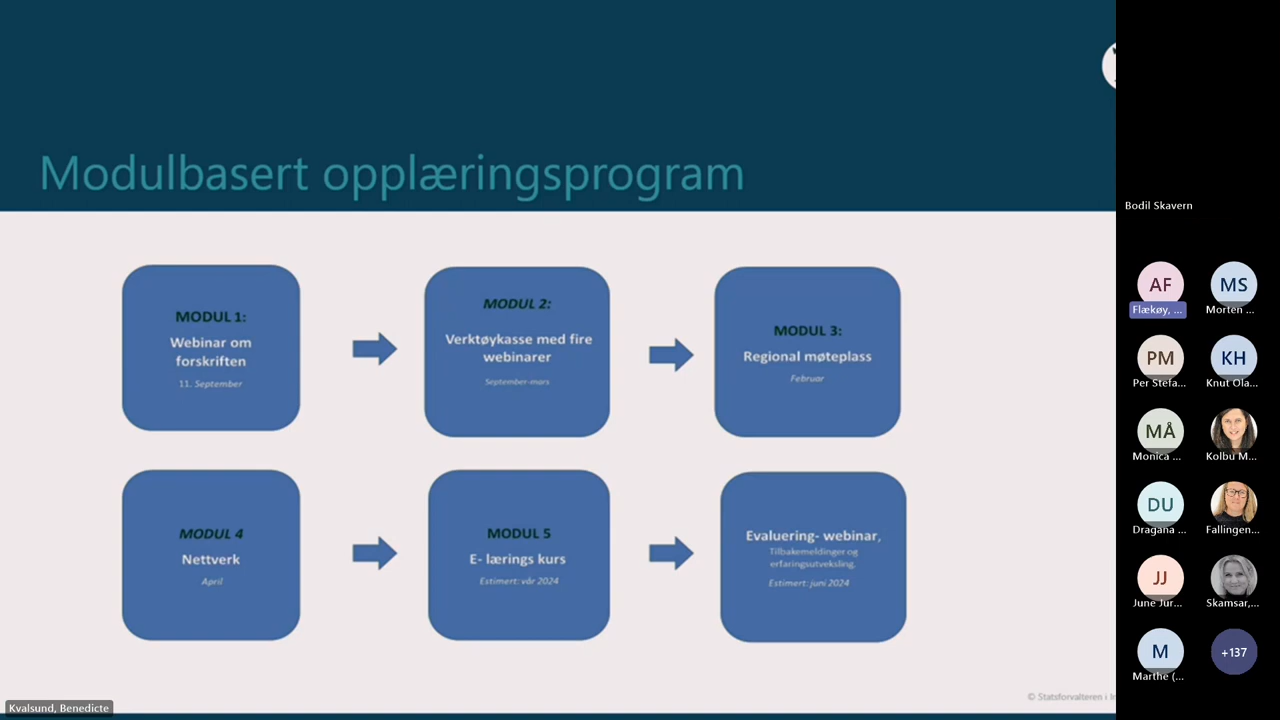 Modulbasert opplæringsprogram
MODUL 1:
Webinar om
forskriften
11. September
MODUL 2:
Verktøykasse med fire
webinarer
September-mars
MODUL 3:
Regional møteplass
Februar
MODUL 4
Nettverk
April
MODUL 5
E- lærings kurs
Estimert: vår 2024
Evaluering- webinar,
Tilbakemeldinger og
erfaringsutveksling.
Estimert: juni 2024
© Statsforvalteren i
Kvalsund, Benedicte
Bodil Skavern
AF
Flækøy, ...
MS
Morten ...
PM
Per Stefa...
KH
Knut Ola...
MÅ
Monica ...
Kolbu M...
DU
Dragana ...
Fallingen...
JJ
June Jur...
Skamsar,...
M
Marthe (...
+137